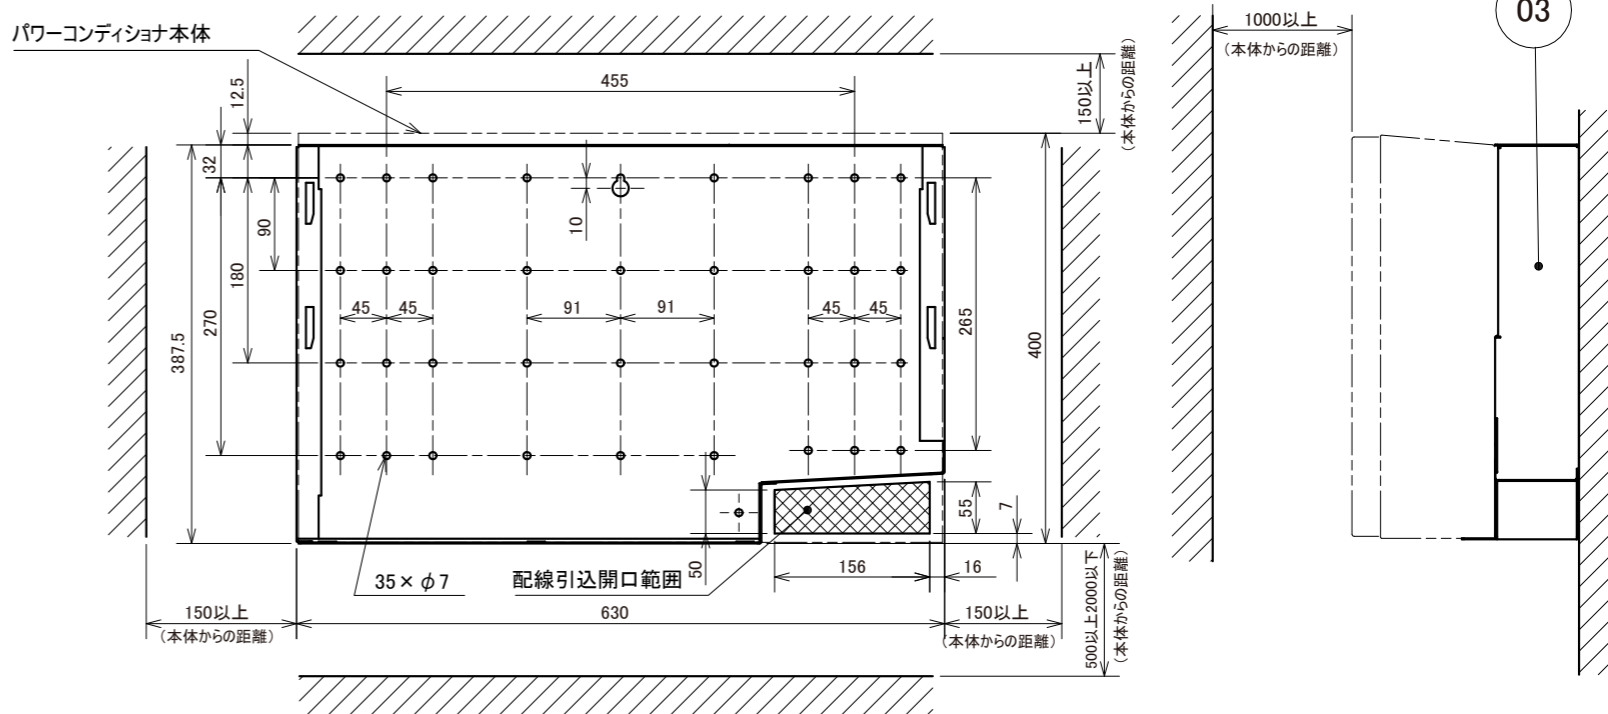 パワーコンディショナ本体
1000以上
(本体からの距離)
03
455
150以上
(本体からの距離)
12.5
32
10
90
180
270
387.5
45
45
91
91
45
45
265
400
50
55
7
156
16
35×φ7
配線引込開口範囲
150以上
(本体からの距離)
630
150以上
(本体からの距離)
500以上2000以下
(本体からの距離)